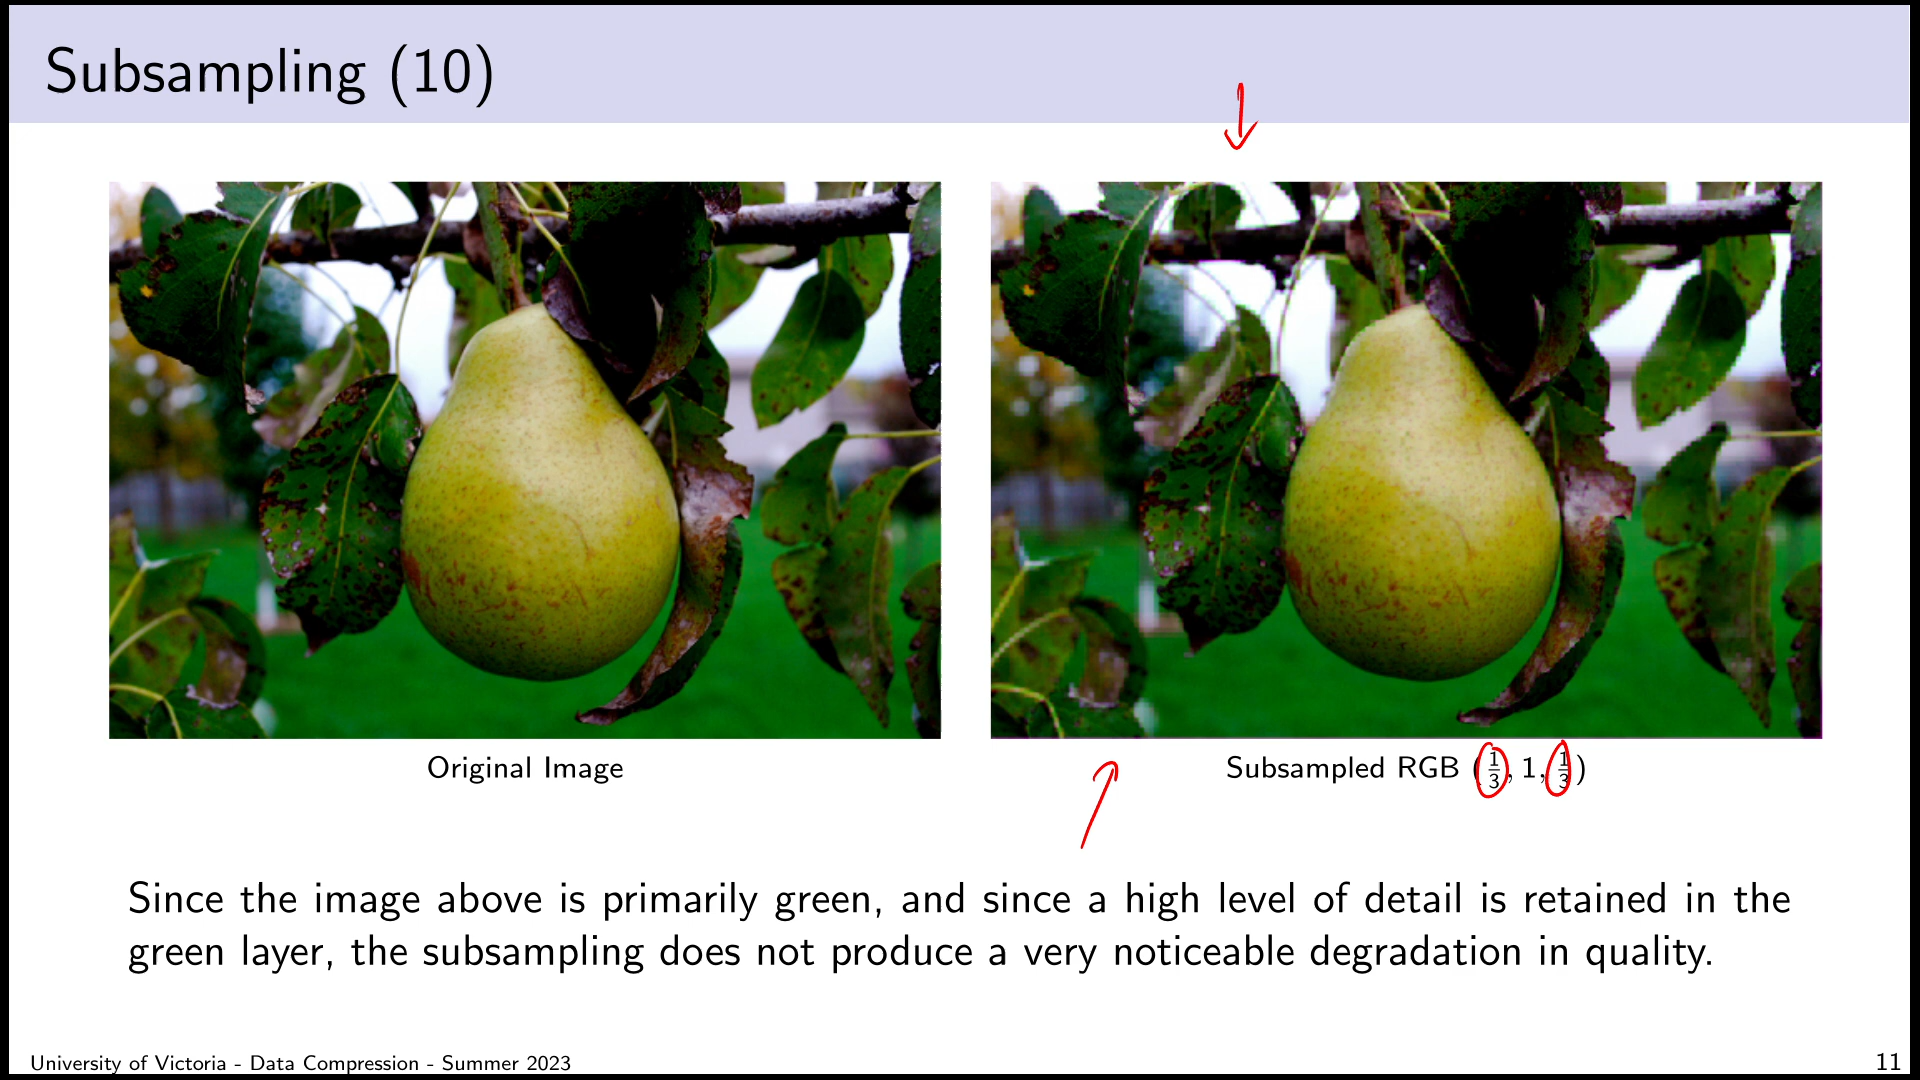 Subsampling (10)
Original Image
Subsampled RGB (1/3, 1, 1/3)
Since the image above is primarily green, and since a high level of detail is retained in the
green layer, the subsampling does not produce a very noticeable degradation in quality.
University of Victoria - Data Compression - Summer 2023
11